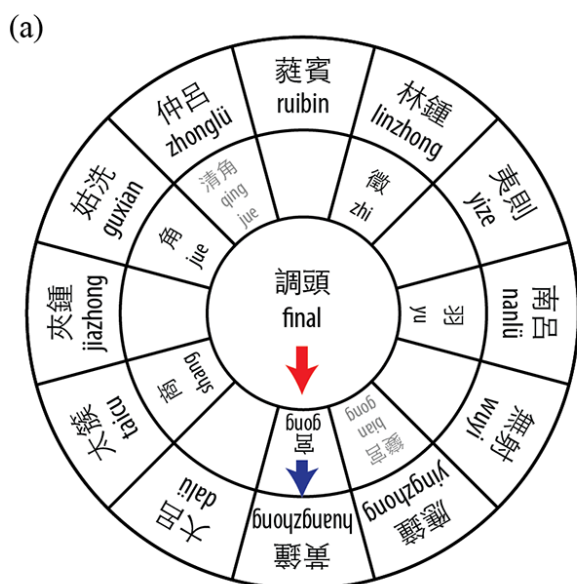 (a)
蕤賓
ruibin
林鍾
linzhong
夷則
yize
南呂
nanlü
無射
wuyi
應鐘
yingzhong
黃鐘
huangzhong
大呂
dalü
太簇
taicu
夾鍾
jiazhong
姑洗
guxian
仲呂
zhonglü
清角
qing
jue
徵
zhi
羽
yu
變宮
bian
gong
宮
gong
商
shang
角
jue
調頭
final